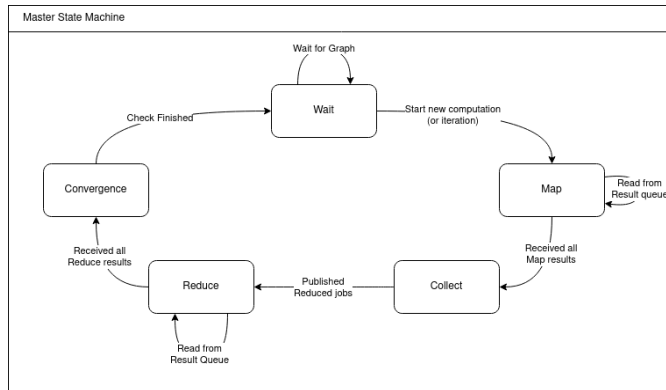 Master State Machine
Wait for Graph
Wait
Start new computation
(or iteration)
Check Finished
Convergence
Map
Read from
Result queue
Received all
Reduce results
Received all
Map results
Reduce
Published
Reduced jobs
Collect
Read from
Result Queue